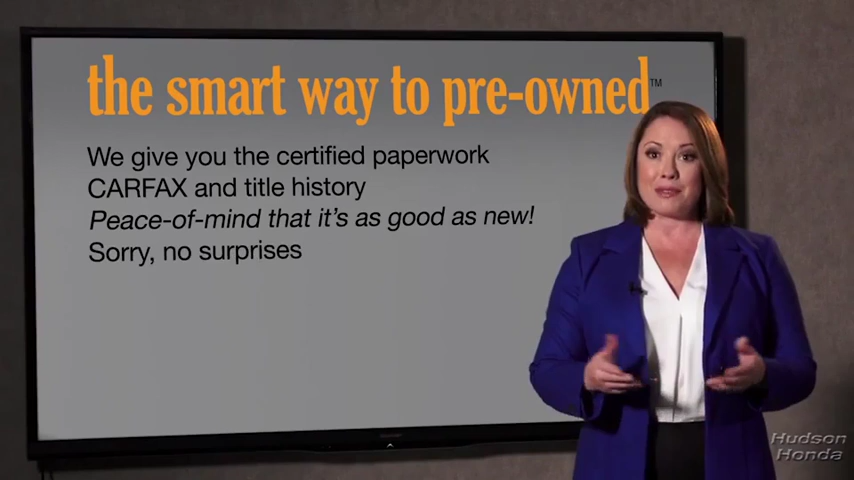 the smart way to pre-owned™
We give you the certified paperwork
CARFAX and title history
Peace-of-mind that it's as good as new!
Sorry, no surprises
Hudson
Honda